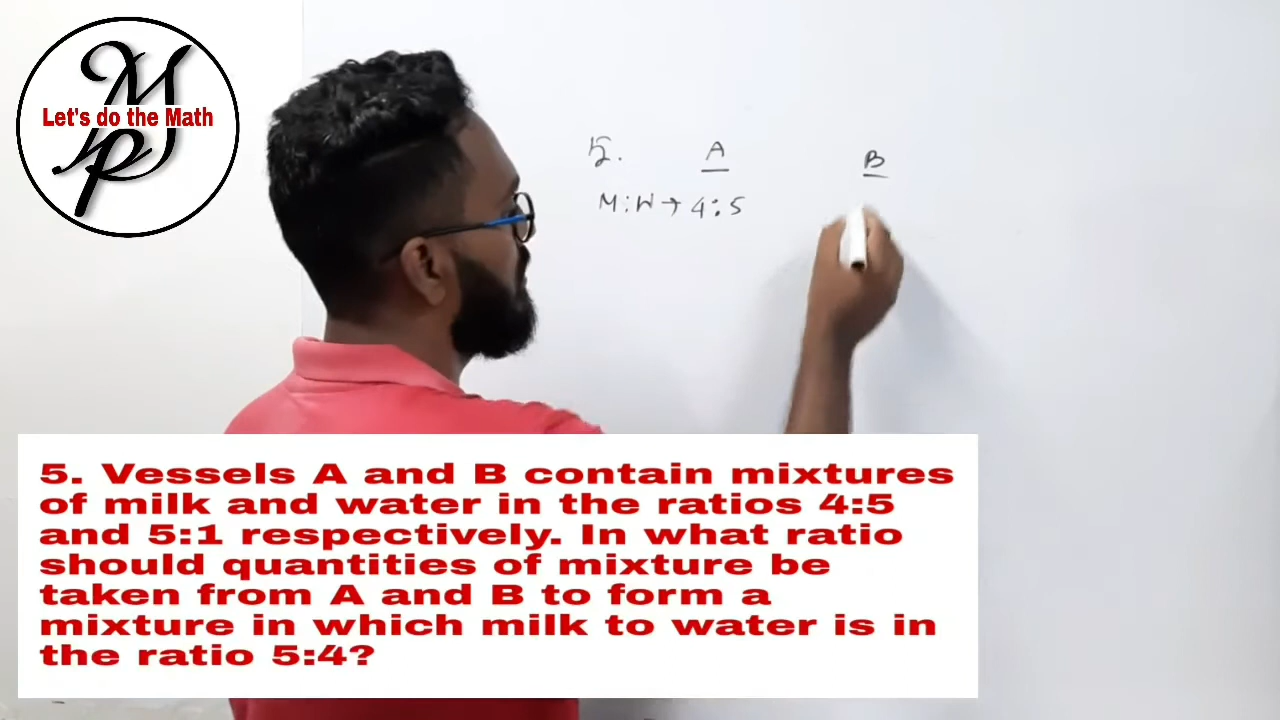 Let's do the Math
5. A B
M:W → 4:5
5. Vessels A and B contain mixtures
of milk and water in the ratios 4:5
and 5:1 respectively. In what ratio
should quantities of mixture be
taken from A and B to form a
mixture in which milk to water is in
the ratio 5:4?